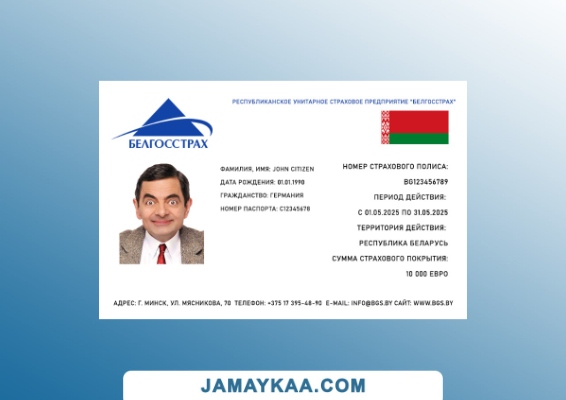 РЕСПУБЛИКАНСКОЕ УНИТАРНОЕ СТРАХОВОЕ ПРЕДПРИЯТИЕ "БЕЛГОССТРАХ"
БЕЛГОССТРАХ
ФАМИЛИЯ, ИМЯ: JOHN CITIZEN
ДАТА РОЖДЕНИЯ: 01.01.1990
ГРАЖДАНСТВО: ГЕРМАНИЯ
НОМЕР ПАСПОРТА: C12345678
НОМЕР СТРАХОВОГО ПОЛИСА:
BG123456789
ПЕРИОД ДЕЙСТВИЯ:
С 01.05.2025 ПО 31.05.2025
ТЕРРИТОРИЯ ДЕЙСТВИЯ:
РЕСПУБЛИКА БЕЛАРУСЬ
СУММА СТРАХОВОГО ПОКРЫТИЯ:
10 000 ЕВРО
АДРЕС: Г. МИНСК, УЛ. МЯСНИКОВА, 70 ТЕЛЕФОН: +375 17 395-48-90 E-MAIL: INFO@BGS.BY САЙТ: WWW.BGS.BY
JAMAYKAA.COM